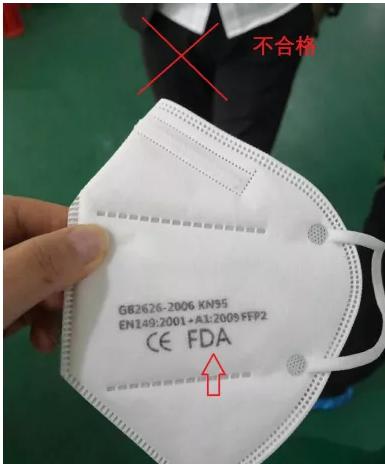 不合格
GB2626-2006 KN95
EN149:2001+A1:2009 FFP2
CE FDA